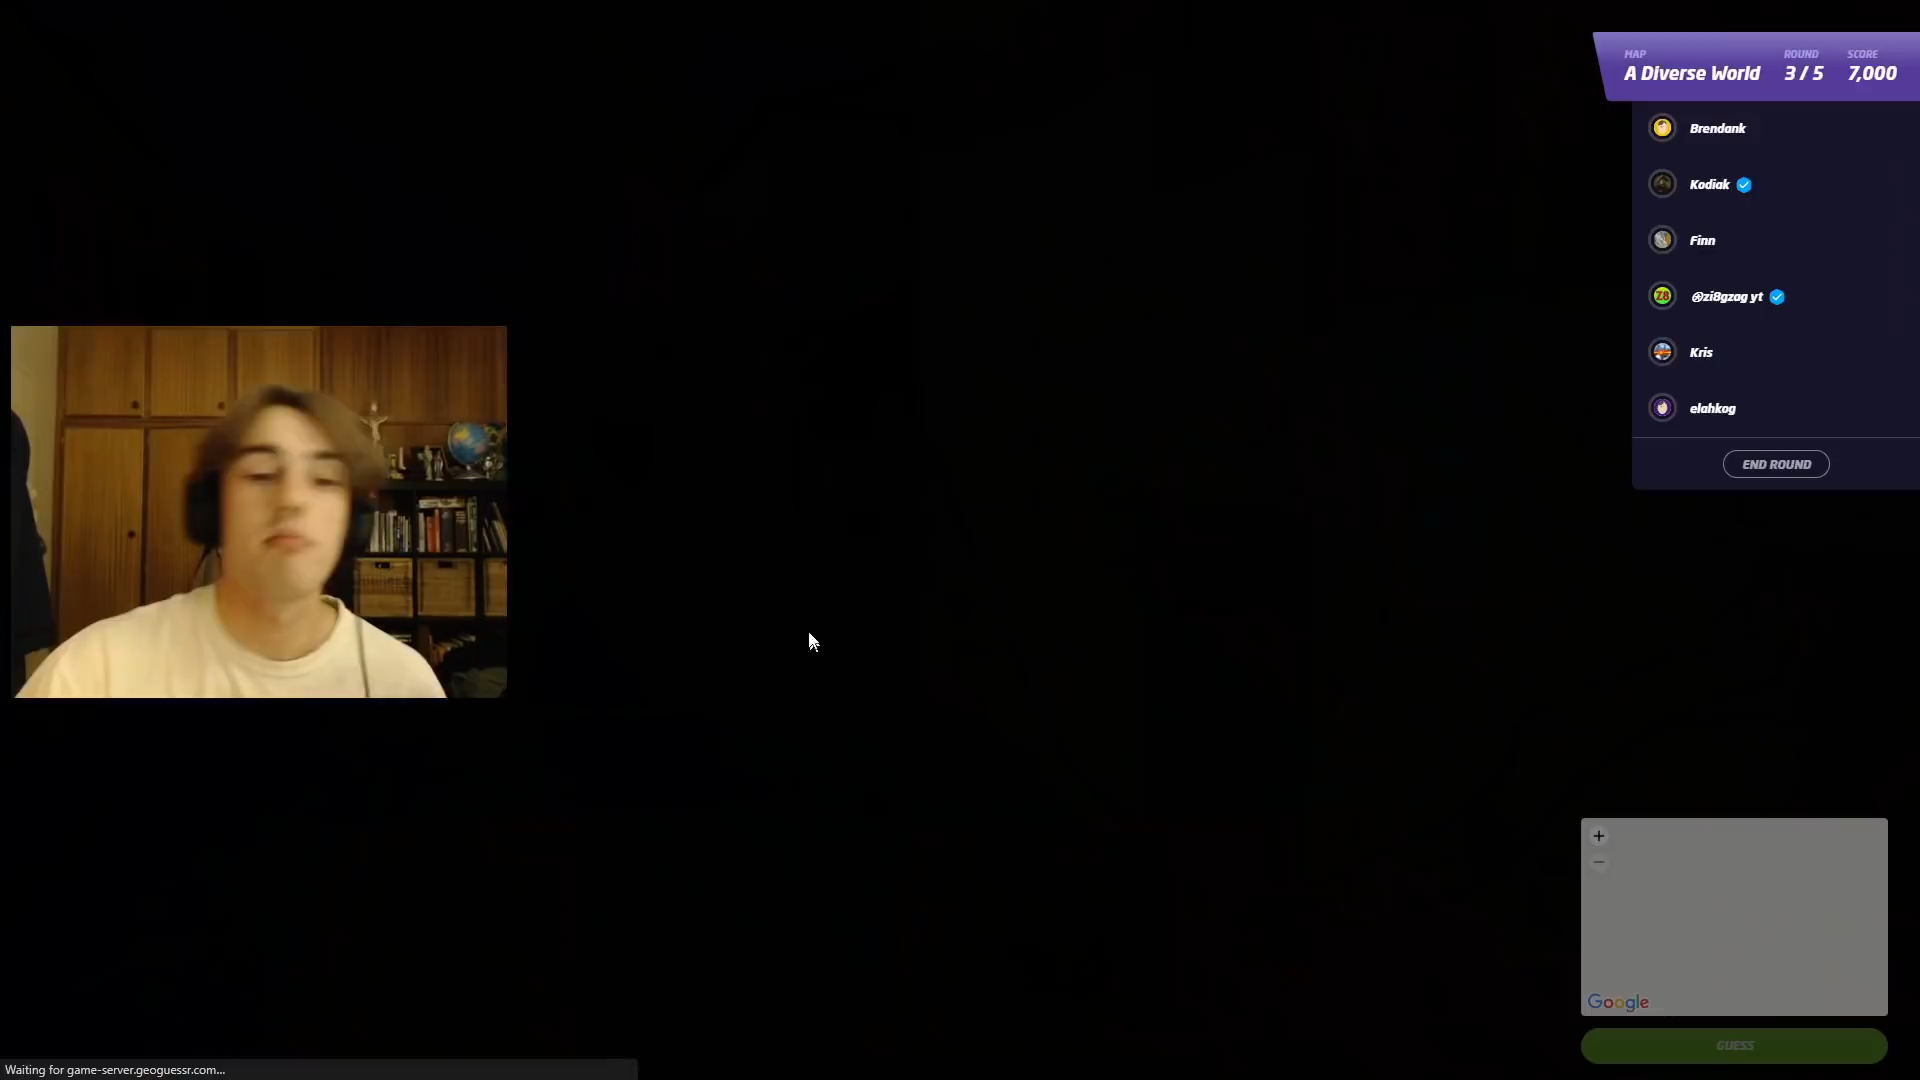 MAP
A Diverse World
ROUND
3 / 5
SCORE
7,000
Brendank
Kodiak
Finn
Z8
@zi8gzag yt
Kris
elahkog
END ROUND
+
−
Google
GUESS
Waiting for game-server.geoguessr.com...